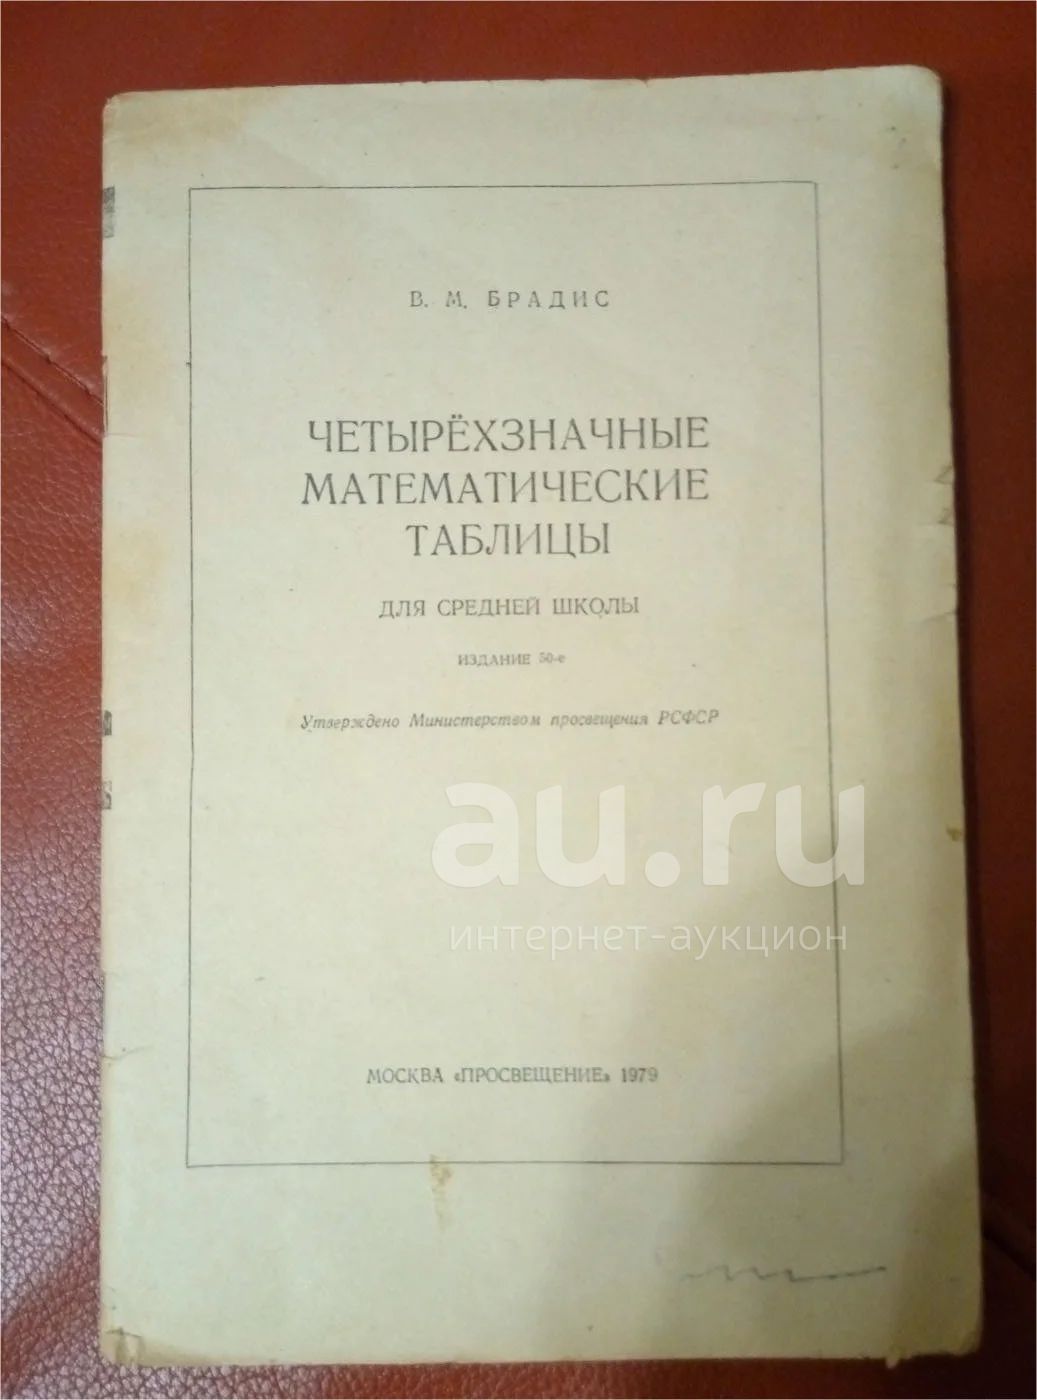 В. М. БРАДИС
ЧЕТЫРЁХЗНАЧНЫЕ
МАТЕМАТИЧЕСКИЕ
ТАБЛИЦЫ
ДЛЯ СРЕДНЕЙ ШКОЛЫ
ИЗДАНИЕ 50-е
Утверждено Министерством просвещения РСФСР
au.ru
интернет-аукцион
МОСКВА «ПРОСВЕЩЕНИЕ» 1979